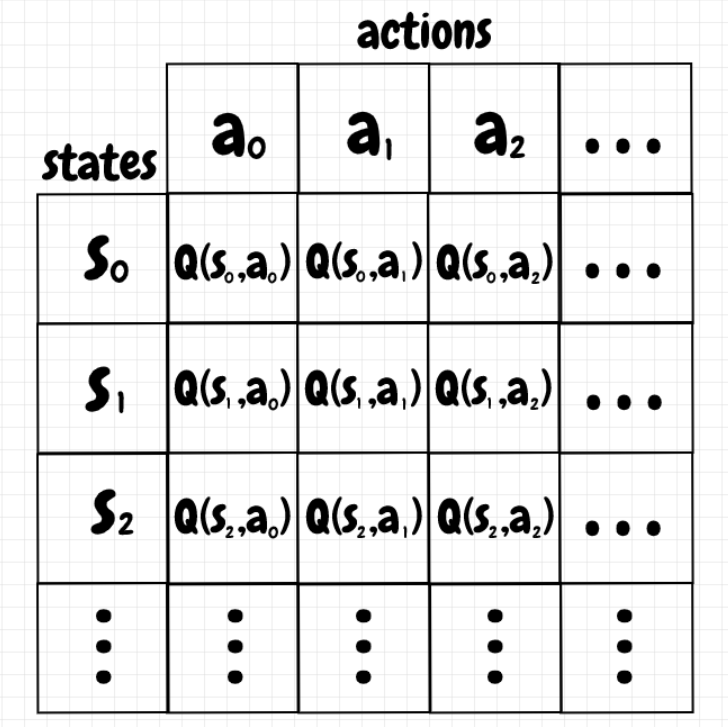 actions
states a₀ a₁ a₂ ...
S₀ Q(s₀,a₀) Q(s₀,a₁) Q(s₀,a₂) ...
S₁ Q(s₁,a₀) Q(s₁,a₁) Q(s₁,a₂) ...
S₂ Q(s₂,a₀) Q(s₂,a₁) Q(s₂,a₂) ...
⋮ ⋮ ⋮ ⋮ ⋮